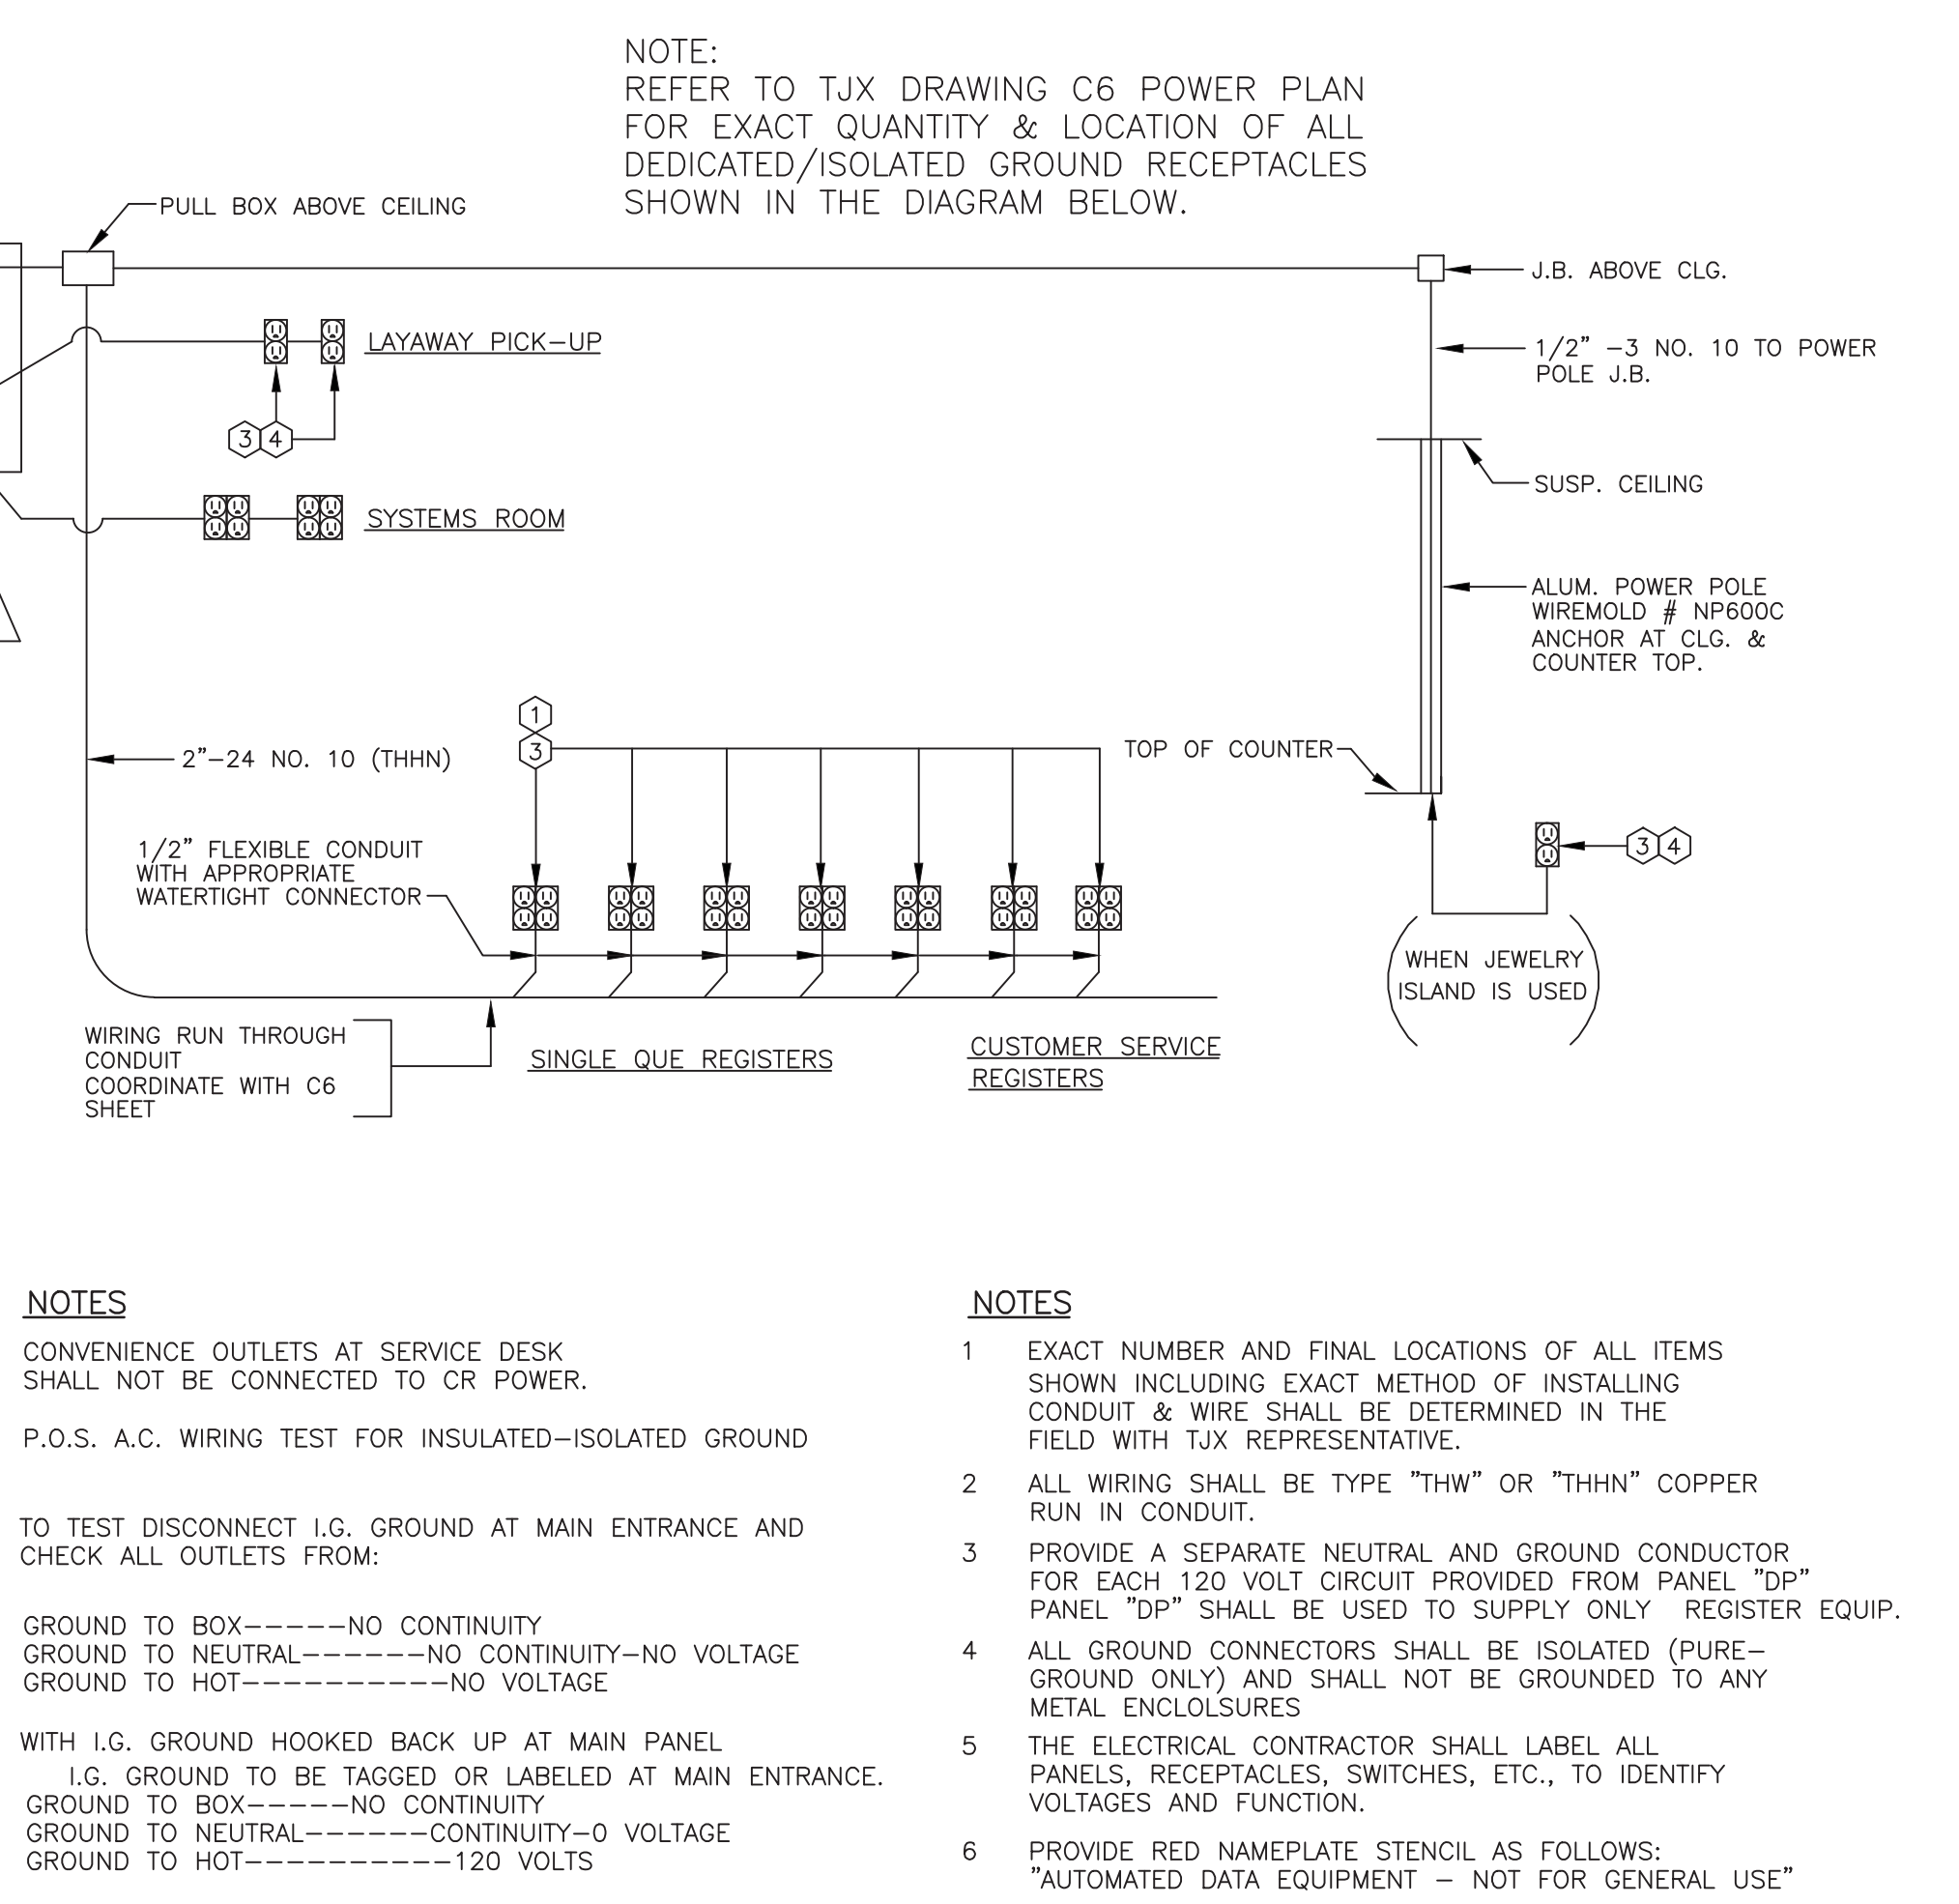 NOTE:
REFER TO TJX DRAWING C6 POWER PLAN
FOR EXACT QUANTITY & LOCATION OF ALL
DEDICATED/ISOLATED GROUND RECEPTACLES
SHOWN IN THE DIAGRAM BELOW.
PULL BOX ABOVE CEILING
J.B. ABOVE CLG.
LAYAWAY PICK-UP
1/2" -3 NO. 10 TO POWER
POLE J.B.
3 4
SUSP. CEILING
SYSTEMS ROOM
ALUM. POWER POLE
WIREMOLD # NP600C
ANCHOR AT CLG. &
COUNTER TOP.
1
3
2"-24 NO. 10 (THHN)
TOP OF COUNTER
1/2" FLEXIBLE CONDUIT
WITH APPROPRIATE
WATERTIGHT CONNECTOR
3 4
WHEN JEWELRY
ISLAND IS USED
WIRING RUN THROUGH
CONDUIT
COORDINATE WITH C6
SHEET
SINGLE QUE REGISTERS
CUSTOMER SERVICE
REGISTERS
NOTES
CONVENIENCE OUTLETS AT SERVICE DESK
SHALL NOT BE CONNECTED TO CR POWER.
P.O.S. A.C. WIRING TEST FOR INSULATED-ISOLATED GROUND
TO TEST DISCONNECT I.G. GROUND AT MAIN ENTRANCE AND
CHECK ALL OUTLETS FROM:
GROUND TO BOX-----NO CONTINUITY
GROUND TO NEUTRAL------NO CONTINUITY-NO VOLTAGE
GROUND TO HOT----------NO VOLTAGE
WITH I.G. GROUND HOOKED BACK UP AT MAIN PANEL
I.G. GROUND TO BE TAGGED OR LABELED AT MAIN ENTRANCE.
GROUND TO BOX-----NO CONTINUITY
GROUND TO NEUTRAL------CONTINUITY-0 VOLTAGE
GROUND TO HOT----------120 VOLTS
NOTES
1 EXACT NUMBER AND FINAL LOCATIONS OF ALL ITEMS
SHOWN INCLUDING EXACT METHOD OF INSTALLING
CONDUIT & WIRE SHALL BE DETERMINED IN THE
FIELD WITH TJX REPRESENTATIVE.
2 ALL WIRING SHALL BE TYPE "THW" OR "THHN" COPPER
RUN IN CONDUIT.
3 PROVIDE A SEPARATE NEUTRAL AND GROUND CONDUCTOR
FOR EACH 120 VOLT CIRCUIT PROVIDED FROM PANEL "DP"
PANEL "DP" SHALL BE USED TO SUPPLY ONLY REGISTER EQUIP.
4 ALL GROUND CONNECTORS SHALL BE ISOLATED (PURE-
GROUND ONLY) AND SHALL NOT BE GROUNDED TO ANY
METAL ENCLOLSURES
5 THE ELECTRICAL CONTRACTOR SHALL LABEL ALL
PANELS, RECEPTACLES, SWITCHES, ETC., TO IDENTIFY
VOLTAGES AND FUNCTION.
6 PROVIDE RED NAMEPLATE STENCIL AS FOLLOWS:
"AUTOMATED DATA EQUIPMENT - NOT FOR GENERAL USE"